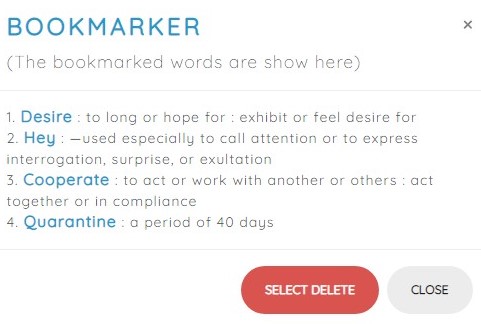 BOOKMARKER
×
(The bookmarked words are show here)
1. Desire : to long or hope for : exhibit or feel desire for
2. Hey : —used especially to call attention or to express
interrogation, surprise, or exultation
3. Cooperate : to act or work with another or others : act
together or in compliance
4. Quarantine : a period of 40 days
SELECT DELETE
CLOSE